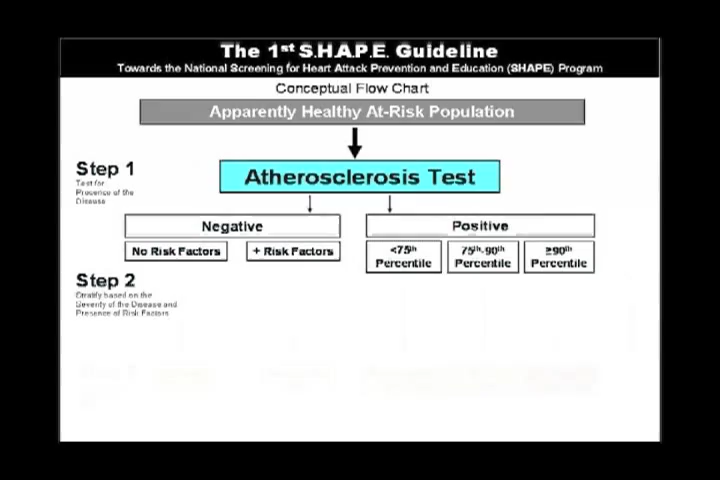 The 1st S.H.A.P.E. Guideline
Towards the National Screening for Heart Attack Prevention and Education (SHAPE) Program
Conceptual Flow Chart
Apparently Healthy At-Risk Population
Step 1
Test for
Presence of the
Disease
Atherosclerosis Test
Negative
Positive
No Risk Factors
+ Risk Factors
<75th
Percentile
75th-90th
Percentile
≥90th
Percentile
Step 2
Stratify based on the
Severity of the Disease and
Presence of Risk Factors